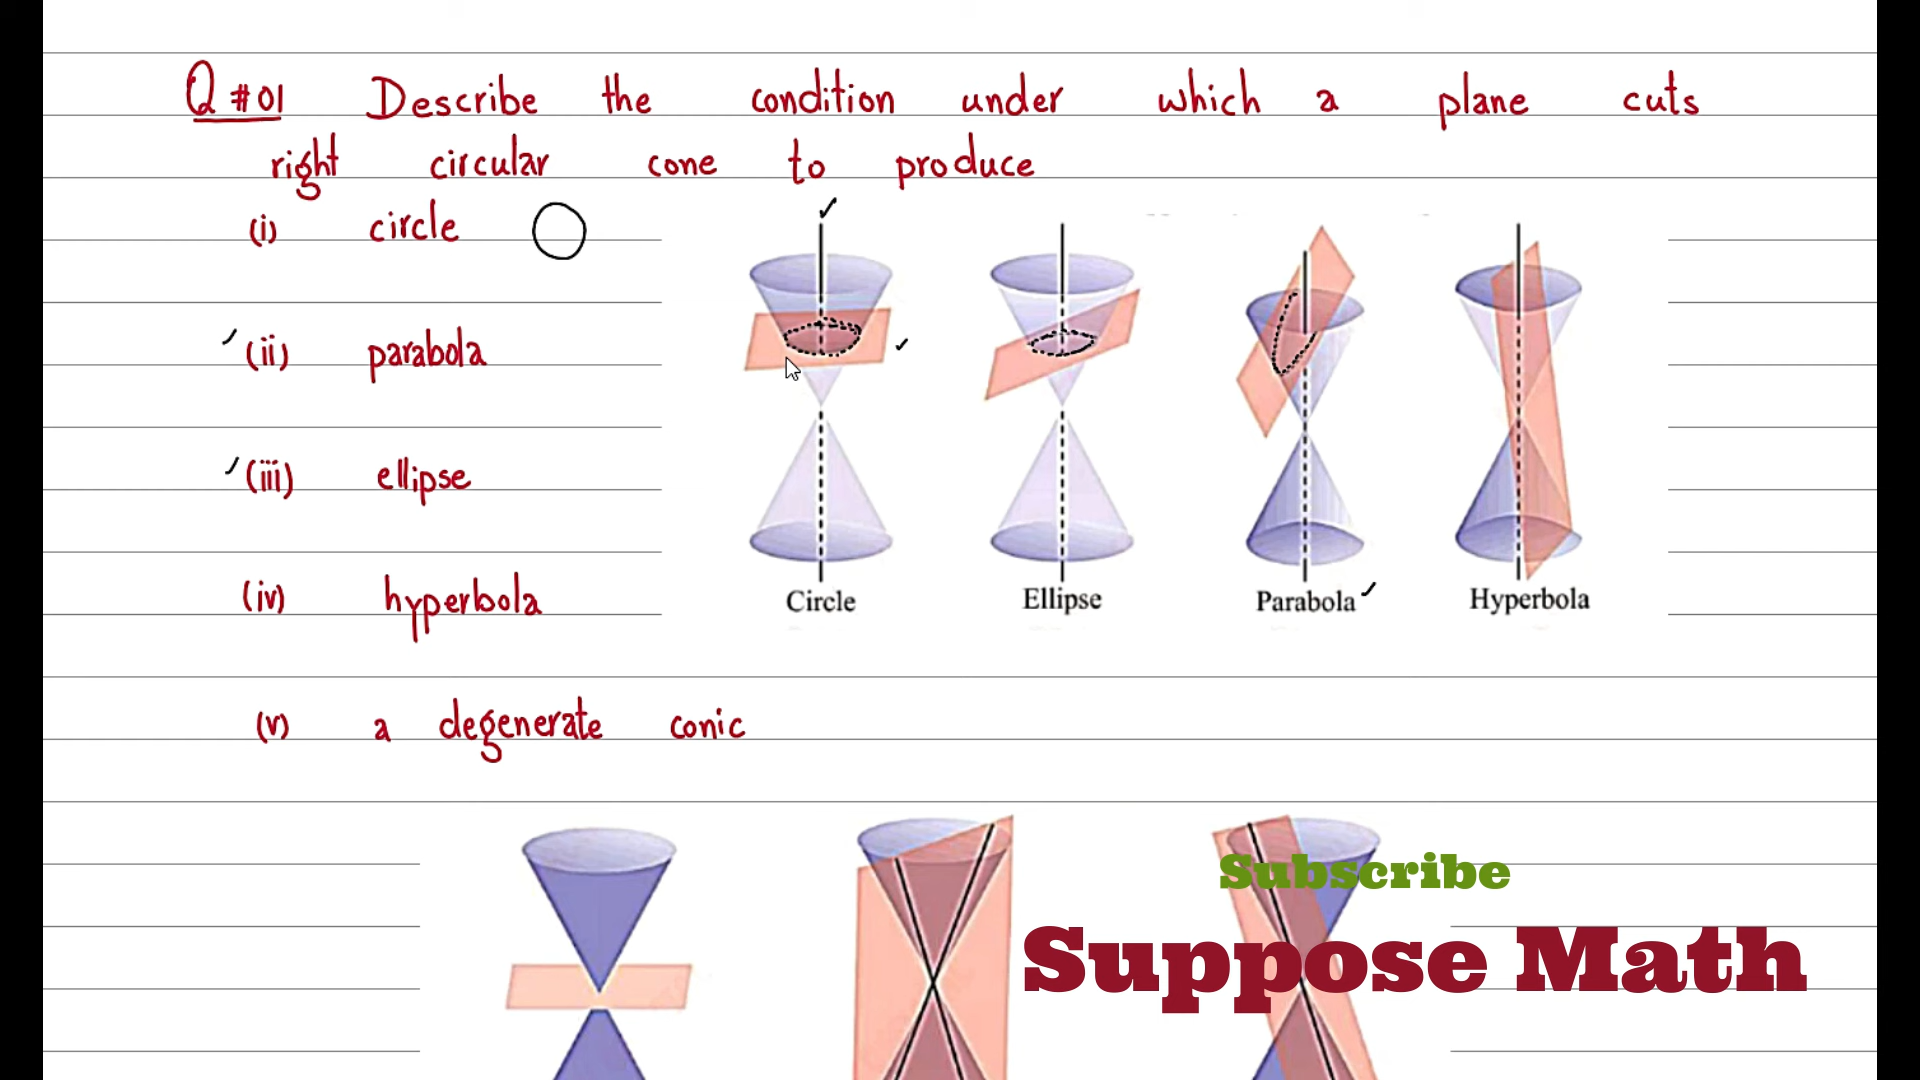 Q #01 Describe the condition under which a plane cuts
right circular cone to produce
(i) circle
(ii) parabola
(iii) ellipse
(iv) hyperbola
Circle Ellipse Parabola Hyperbola
(v) a degenerate conic
Subscribe
Suppose Math